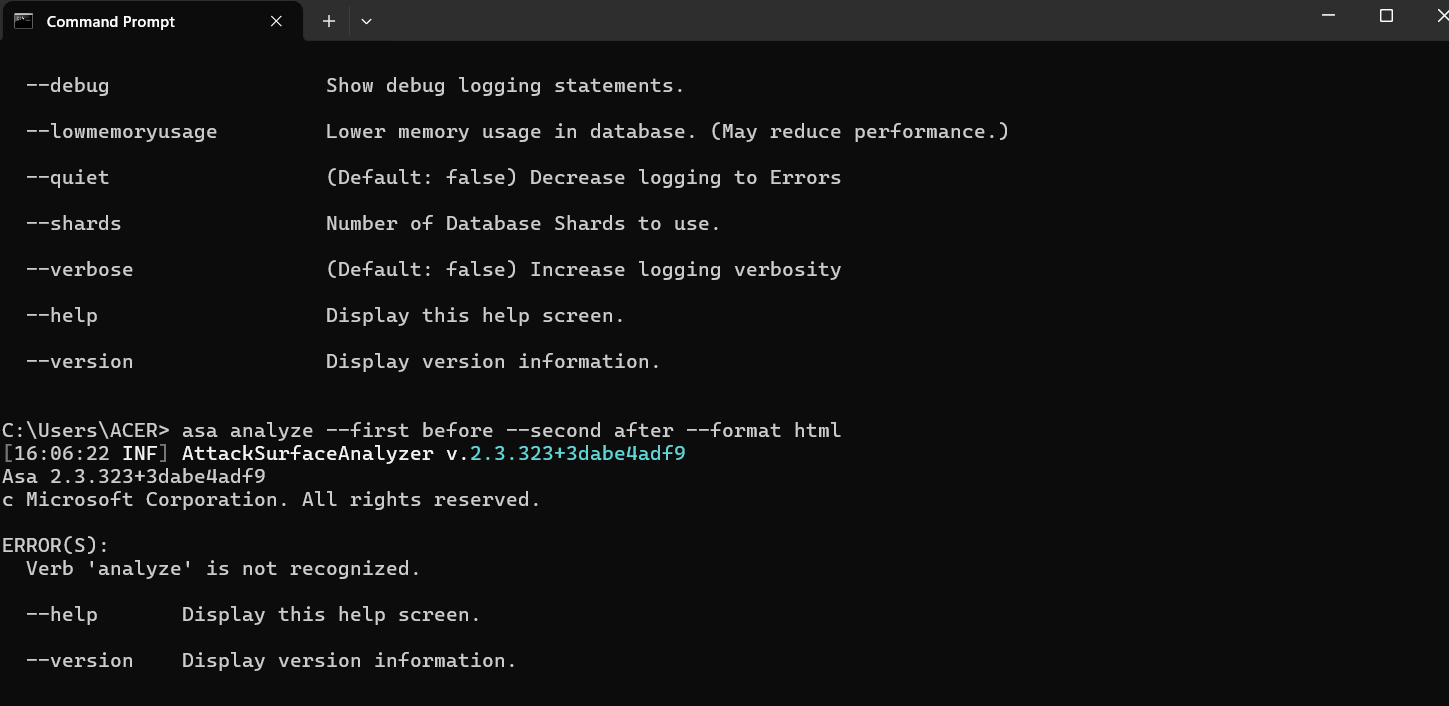 Command Prompt
--debug Show debug logging statements.
--lowmemoryusage Lower memory usage in database. (May reduce performance.)
--quiet (Default: false) Decrease logging to Errors
--shards Number of Database Shards to use.
--verbose (Default: false) Increase logging verbosity
--help Display this help screen.
--version Display version information.
C:\Users\ACER> asa analyze --first before --second after --format html
[16:06:22 INF] AttackSurfaceAnalyzer v.2.3.323+3dabe4adf9
Asa 2.3.323+3dabe4adf9
c Microsoft Corporation. All rights reserved.
ERROR(S):
Verb 'analyze' is not recognized.
--help Display this help screen.
--version Display version information.